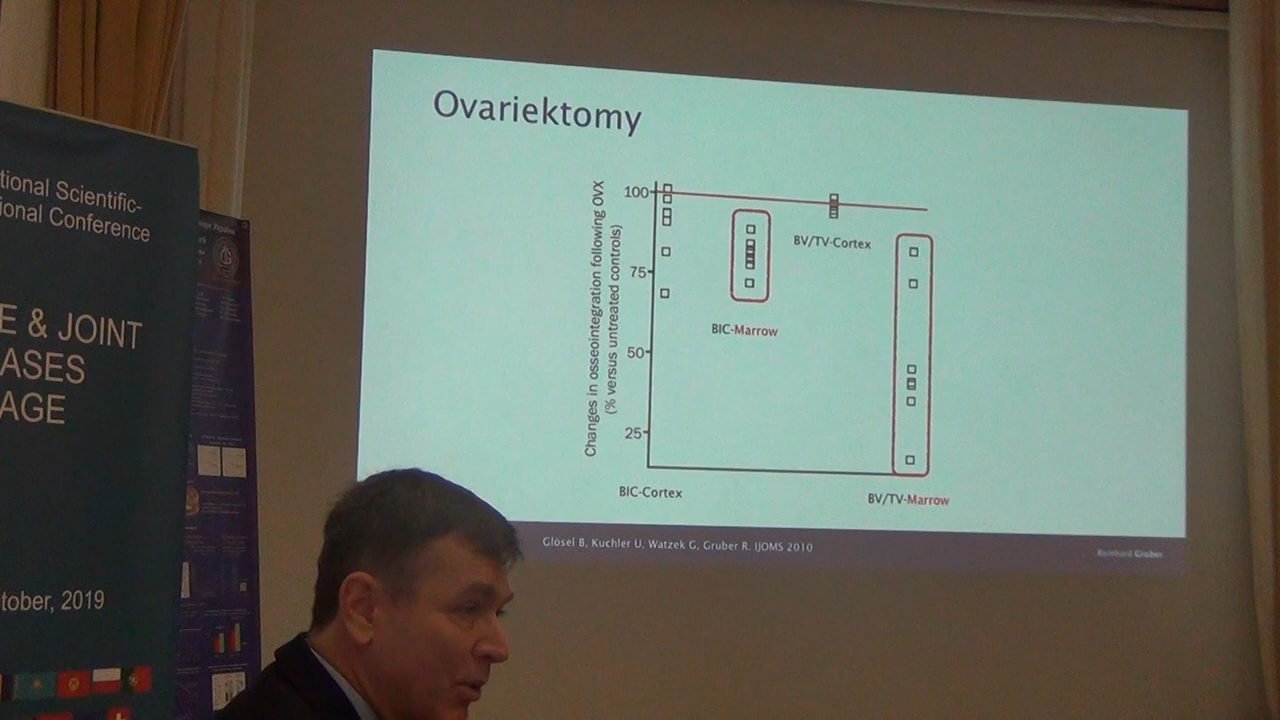 tional Scientific-
ional Conference
E & JOINT
ASES
AGE
tober, 2019
Ovariektomy
Changes in osseointegration following OVX
(% versus untreated controls)
100
75
50
25
BIC-Cortex
BIC-Marrow
BV/TV-Cortex
BV/TV-Marrow
Glösel B, Kuchler U, Watzek G, Gruber R. IJOMS 2010
Reinhard Gruber